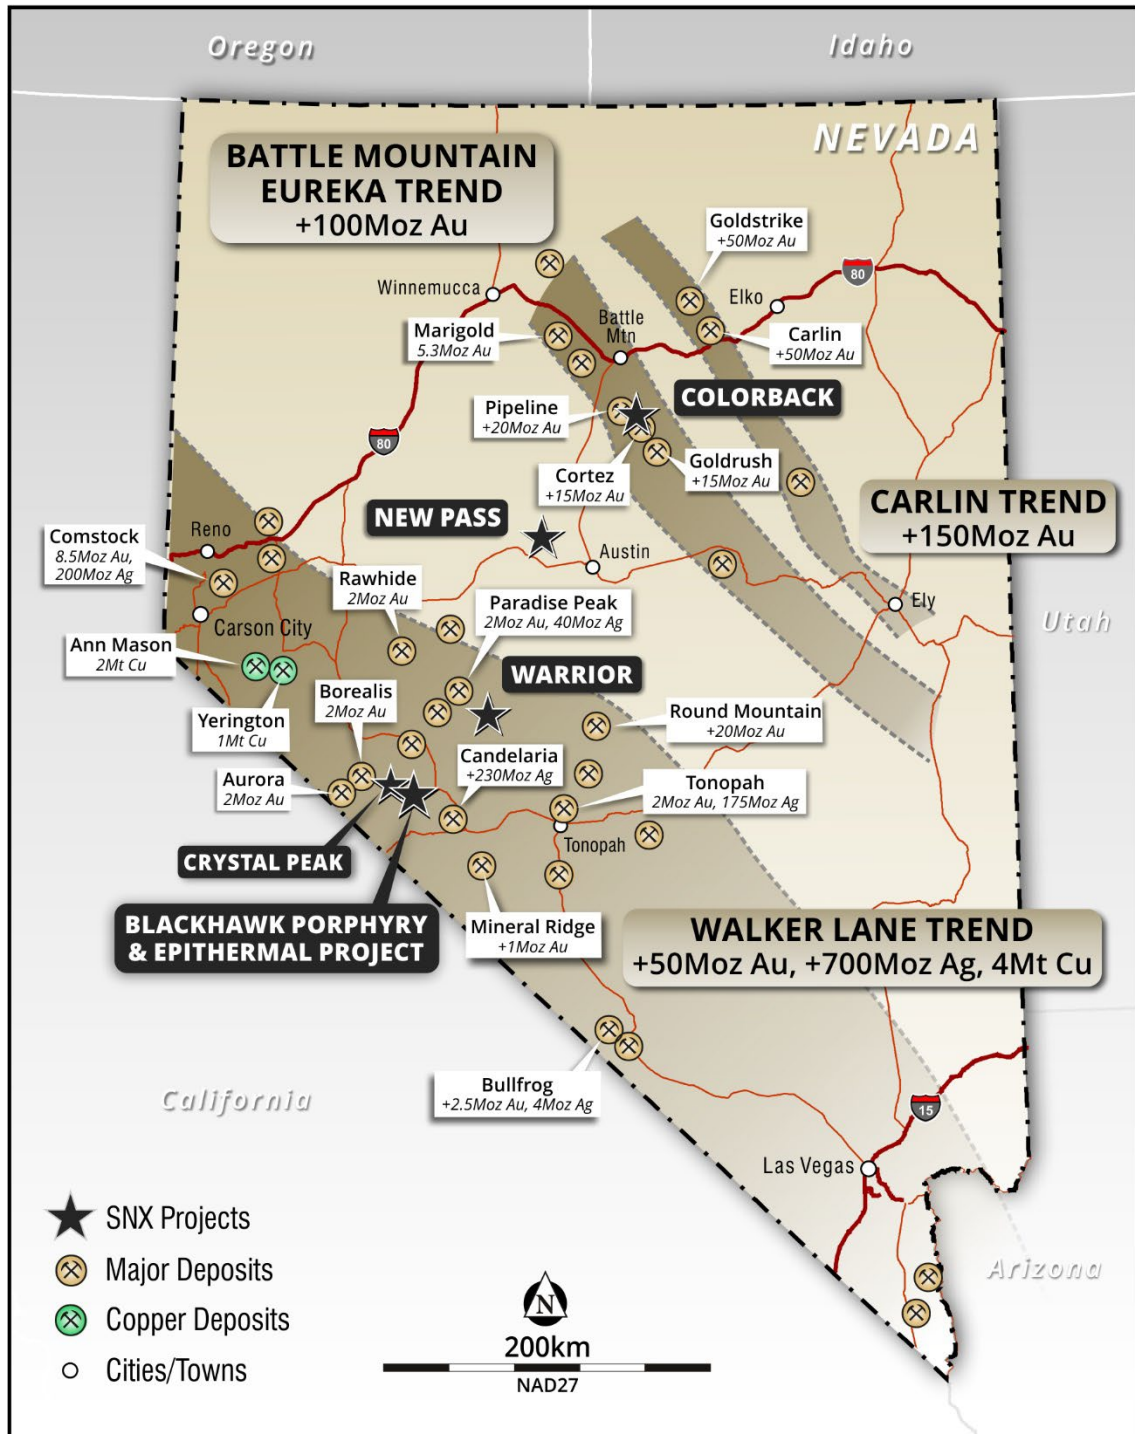 Oregon
Idaho
NEVADA
BATTLE MOUNTAIN
EUREKA TREND
+100Moz Au
Goldstrike
+50Moz Au
80
Winnemucca
Elko
Marigold
5.3Moz Au
Battle
Mtn
Carlin
+50Moz Au
COLORBACK
Pipeline
+20Moz Au
80
Cortez
+15Moz Au
Goldrush
+15Moz Au
CARLIN TREND
+150Moz Au
NEW PASS
Reno
Comstock
8.5Moz Au,
200Moz Ag
Austin
Rawhide
2Moz Au
Paradise Peak
2Moz Au, 40Moz Ag
Ely
Utah
Carson City
Ann Mason
2Mt Cu
WARRIOR
Borealis
2Moz Au
Yerington
1Mt Cu
Round Mountain
+20Moz Au
Candelaria
+230Moz Ag
Aurora
2Moz Au
Tonopah
2Moz Au, 175Moz Ag
Tonopah
CRYSTAL PEAK
BLACKHAWK PORPHYRY
& EPITHERMAL PROJECT
Mineral Ridge
+1Moz Au
WALKER LANE TREND
+50Moz Au, +700Moz Ag, 4Mt Cu
Bullfrog
+2.5Moz Au, 4Moz Ag
California
15
Las Vegas
Arizona
SNX Projects
Major Deposits
Copper Deposits
Cities/Towns
N
200km
NAD27